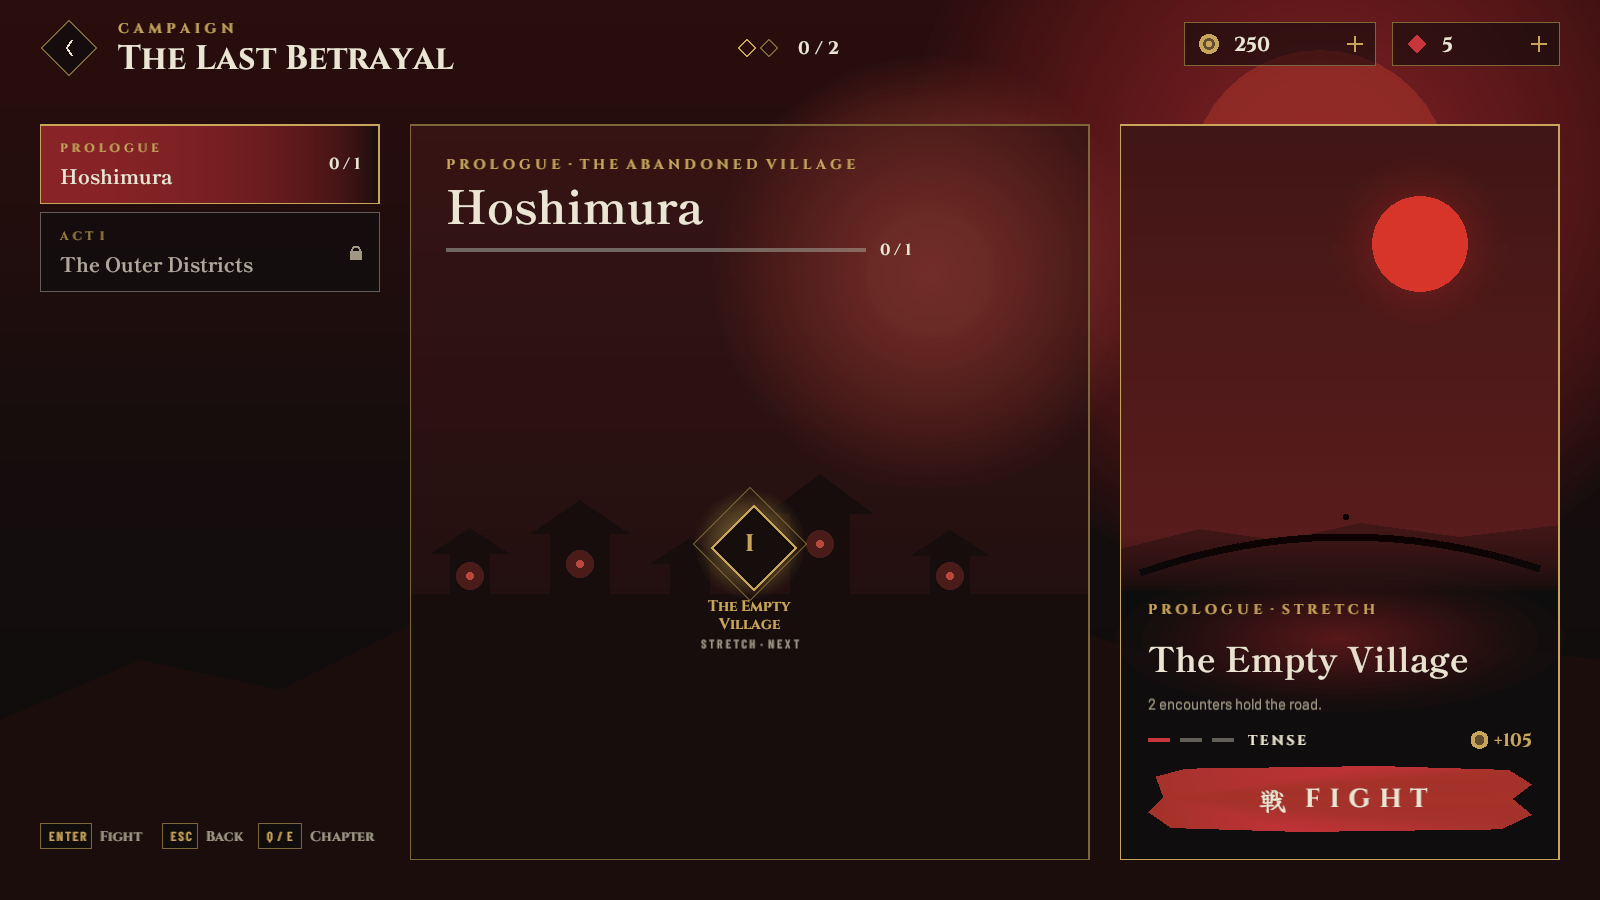 CAMPAIGN
THE LAST BETRAYAL
0 / 2
250
5
PROLOGUE
Hoshimura
0 / 1
ACT I
The Outer Districts
PROLOGUE · THE ABANDONED VILLAGE
Hoshimura
0 / 1
I
THE EMPTY
VILLAGE
STRETCH · NEXT
PROLOGUE · STRETCH
The Empty Village
2 encounters hold the road.
TENSE
+105
戦 FIGHT
ENTER FIGHT ESC BACK Q / E CHAPTER